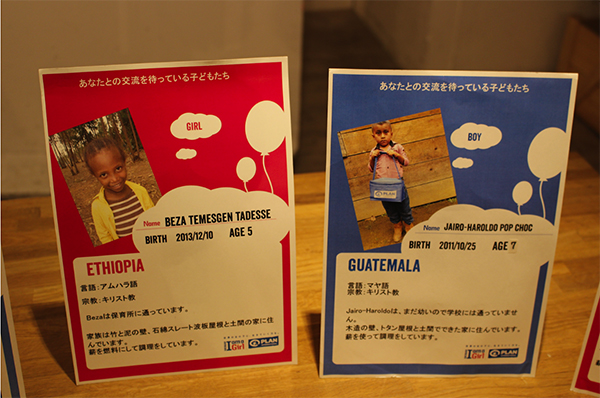 あなたとの交流を待っている子どもたち
GIRL
Name BEZA TEMESGEN TADESSE
BIRTH 2013/12/10 AGE 5
ETHIOPIA
言語：アムハラ語
宗教：キリスト教
Bezaは保育所に通っています。
家族は竹と泥の壁、石綿スレート波板屋根と土間の家に住
んでいます。
薪を燃料にして調理をしています。
Girl
PLAN
あなたとの交流を待っている子どもたち
BOY
PLAN
Name JAIRO-HAROLDO POP CHOC
BIRTH 2011/10/25 AGE 7
GUATEMALA
言語：マヤ語
宗教：キリスト教
Jairo-Haroldoは、まだ幼いので学校には通っていませ
ん。
木造の壁、トタン屋根と土間でできた家に住んでいます。
薪を使って調理をしています。
Girl
PLAN